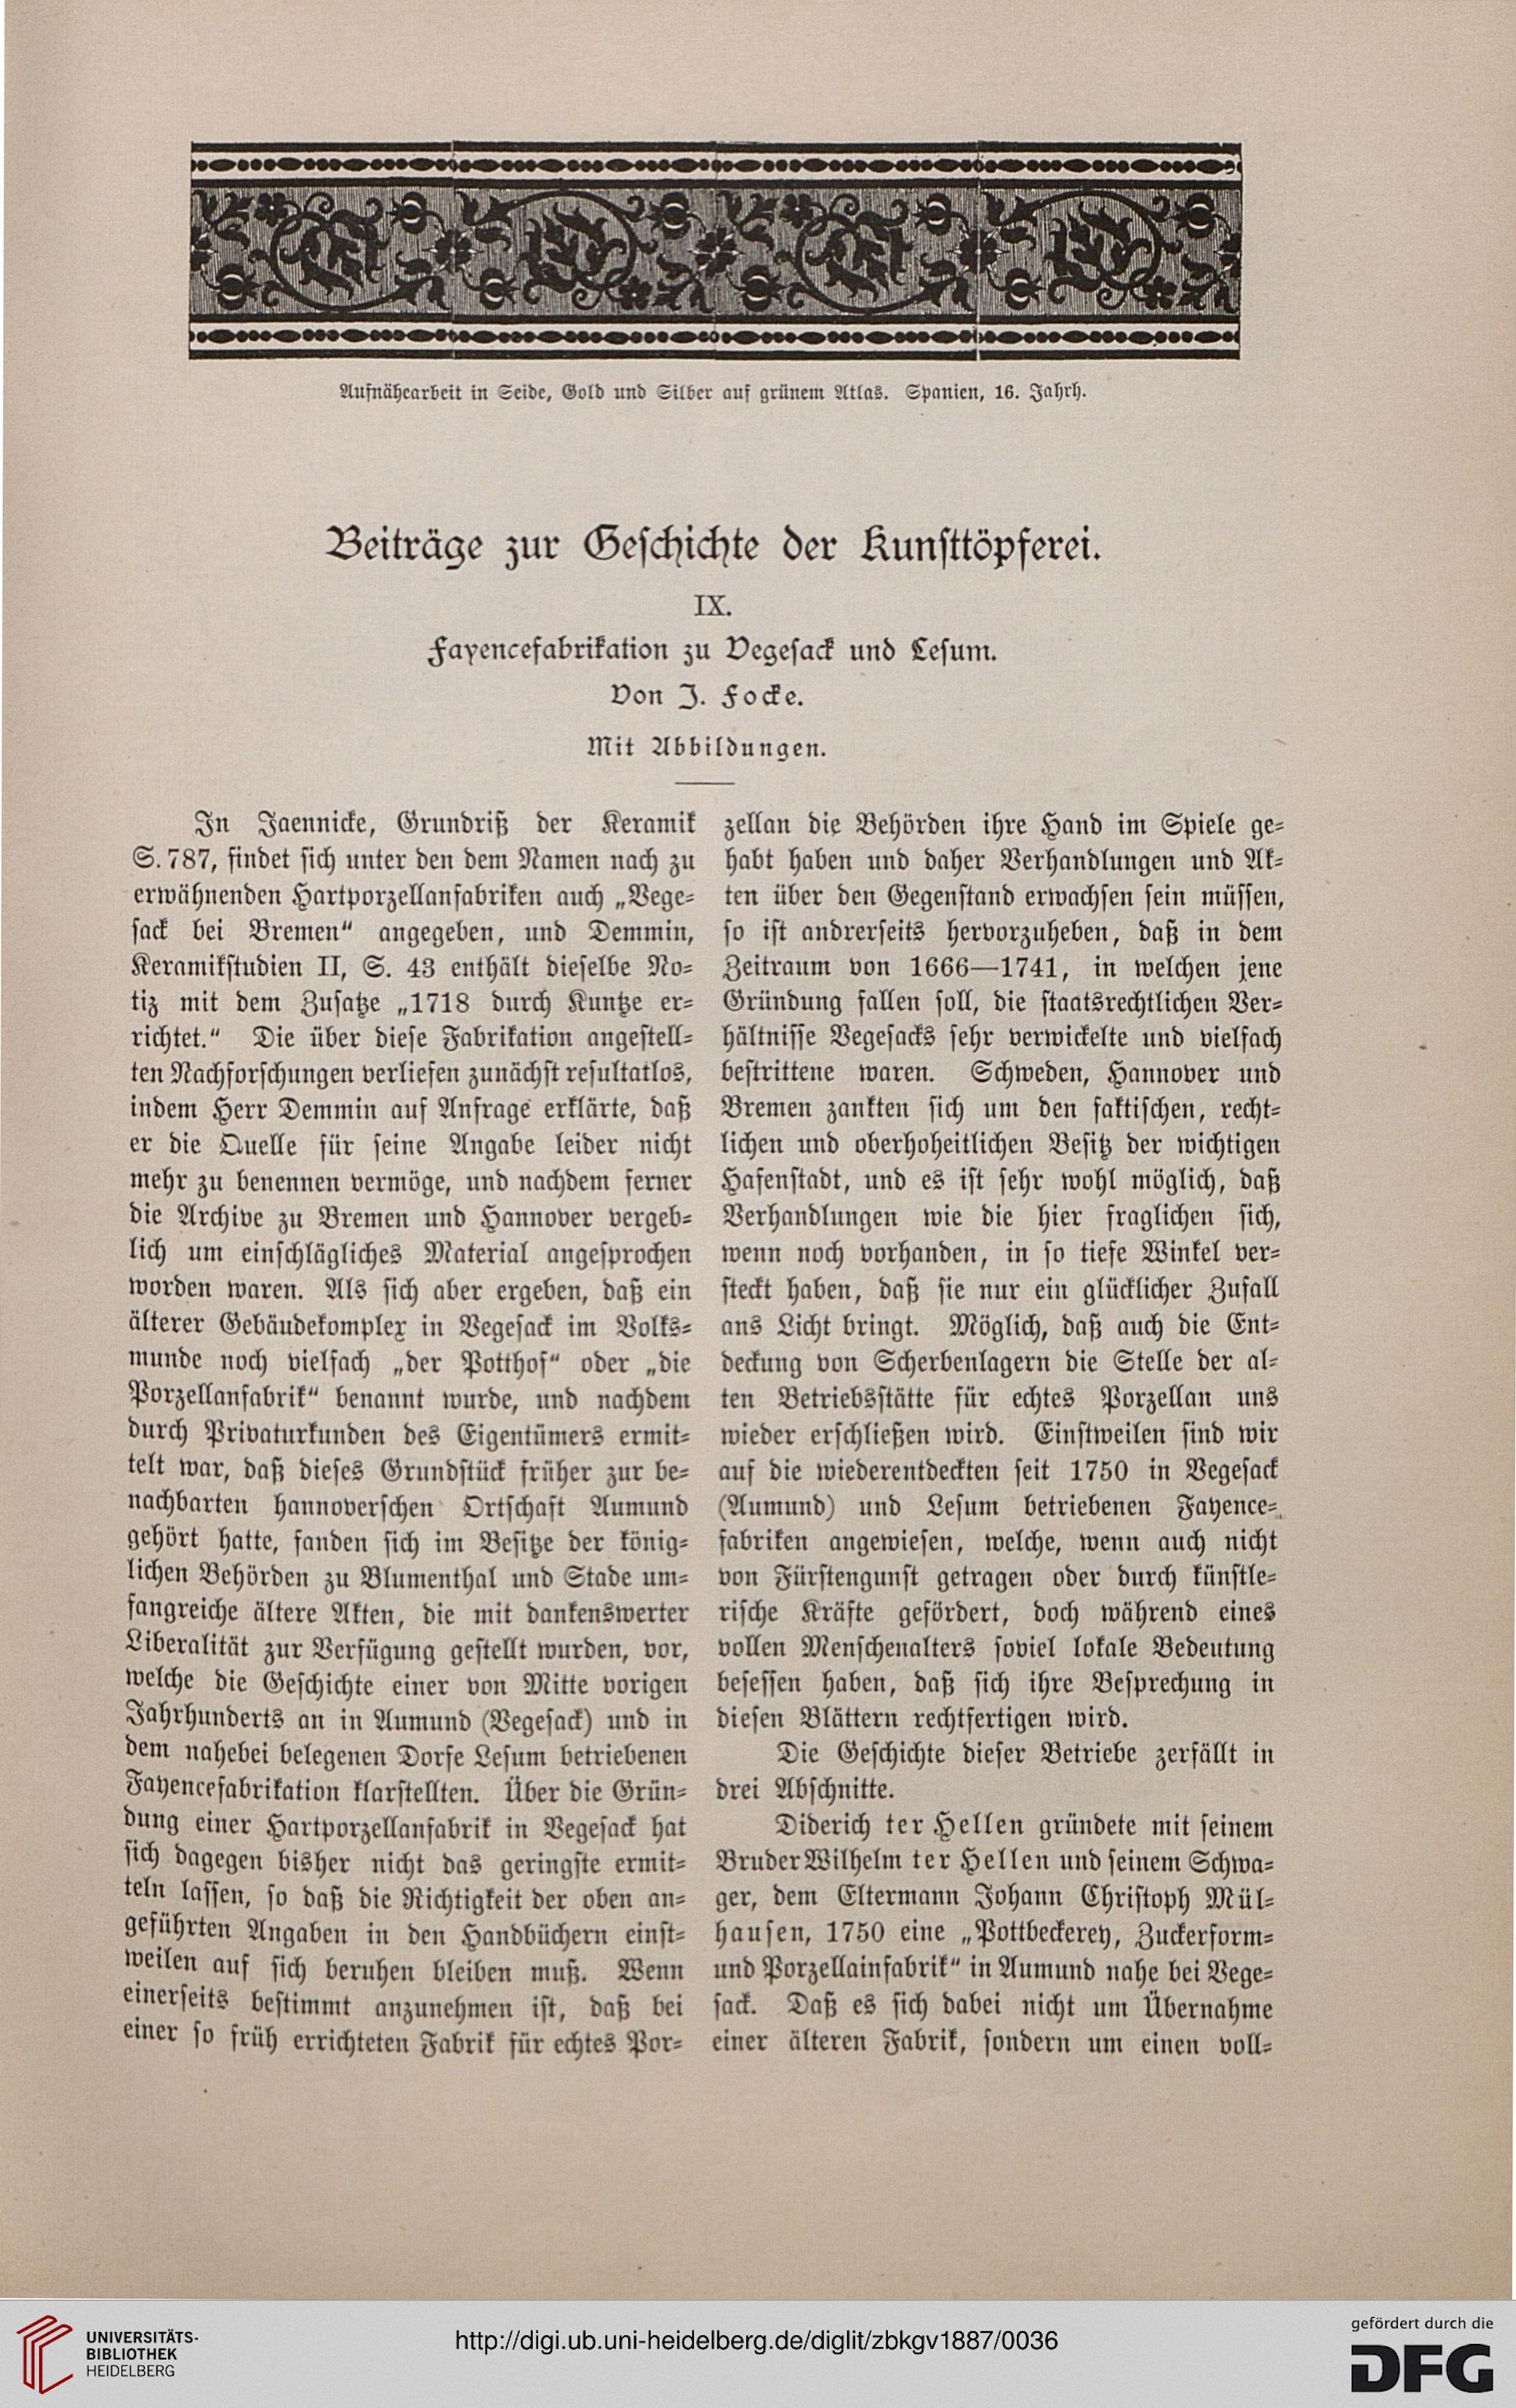 Aufnähearbeit in Seide, Gold und Silber auf grünem Atlas. Spanien, 16. Jahrh.
Beiträge zur Geschichte der Kunsttöpferei.
IX.
Fayencefabrikation zu Vegesack und Lesum.
Von J. Focke.
Mit Abbildungen.
In Jaennicke, Grundriß der Keramik
S. 787, findet sich unter den dem Namen nach zu
erwähnenden Hartporzellanfabriken auch „Vege-
sack bei Bremen“ angegeben, und Demmin,
Keramikstudien II, S. 43 enthält dieselbe No-
tiz mit dem Zusatze „1718 durch Kuntze er-
richtet.“ Die über diese Fabrikation angestell-
ten Nachforschungen verliefen zunächst resultatlos,
indem Herr Demmin auf Anfrage erklärte, daß
er die Quelle für seine Angabe leider nicht
mehr zu benennen vermöge, und nachdem ferner
die Archive zu Bremen und Hannover vergeb-
lich um einschlägliches Material angesprochen
worden waren. Als sich aber ergeben, daß ein
älterer Gebäudekomplex in Vegesack im Volks-
munde noch vielfach „der Potthof“ oder „die
Porzellanfabrik“ benannt wurde, und nachdem
durch Privaturkunden des Eigentümers ermit-
telt war, daß dieses Grundstück früher zur be-
nachbarten hannoverschen Ortschaft Aumund
gehört hatte, fanden sich im Besitze der könig-
lichen Behörden zu Blumenthal und Stade um-
fangreiche ältere Akten, die mit dankenswerter
Liberalität zur Verfügung gestellt wurden, vor,
welche die Geschichte einer von Mitte vorigen
Jahrhunderts an in Aumund (Vegesack) und in
dem nahebei belegenen Dorfe Lesum betriebenen
Fayencefabrikation klarstellten. Über die Grün-
dung einer Hartporzellanfabrik in Vegesack hat
sich dagegen bisher nicht das geringste ermit-
teln lassen, so daß die Richtigkeit der oben an-
geführten Angaben in den Handbüchern einst-
weilen auf sich beruhen bleiben muß. Wenn
einerseits bestimmt anzunehmen ist, daß bei
einer so früh errichteten Fabrik für echtes Por-
zellan die Behörden ihre Hand im Spiele ge-
habt haben und daher Verhandlungen und Ak-
ten über den Gegenstand erwachsen sein müssen,
so ist andrerseits hervorzuheben, daß in dem
Zeitraum von 1666—1741, in welchen jene
Gründung fallen soll, die staatsrechtlichen Ver-
hältnisse Vegesacks sehr verwickelte und vielfach
bestrittene waren. Schweden, Hannover und
Bremen zankten sich um den faktischen, recht-
lichen und oberhoheitlichen Besitz der wichtigen
Hafenstadt, und es ist sehr wohl möglich, daß
Verhandlungen wie die hier fraglichen sich,
wenn noch vorhanden, in so tiefe Winkel ver-
steckt haben, daß sie nur ein glücklicher Zufall
ans Licht bringt. Möglich, daß auch die Ent-
deckung von Scherbenlagern die Stelle der al-
ten Betriebsstätte für echtes Porzellan uns
wieder erschließen wird. Einstweilen sind wir
auf die wiederentdeckten seit 1750 in Vegesack
(Aumund) und Lesum betriebenen Fayence-
fabriken angewiesen, welche, wenn auch nicht
von Fürstengunst getragen oder durch künstle-
rische Kräfte gefördert, doch während eines
vollen Menschenalters soviel lokale Bedeutung
besessen haben, daß sich ihre Besprechung in
diesen Blättern rechtfertigen wird.
Die Geschichte dieser Betriebe zerfällt in
drei Abschnitte.
Diderich ter Hellen gründete mit seinem
Bruder Wilhelm ter Hellen und seinem Schwa-
ger, dem Eltermann Johann Christoph Mül-
hausen, 1750 eine „Pottbeckerey, Zuckerform-
und Porzellainfabrik“ in Aumund nahe bei Vege-
sack. Daß es sich dabei nicht um Übernahme
einer älteren Fabrik, sondern um einen voll-
UNIVERSITÄTS-
BIBLIOTHEK
HEIDELBERG
http://digi.ub.uni-heidelberg.de/diglit/zbkgv1887/0036
gefördert durch die
DFG